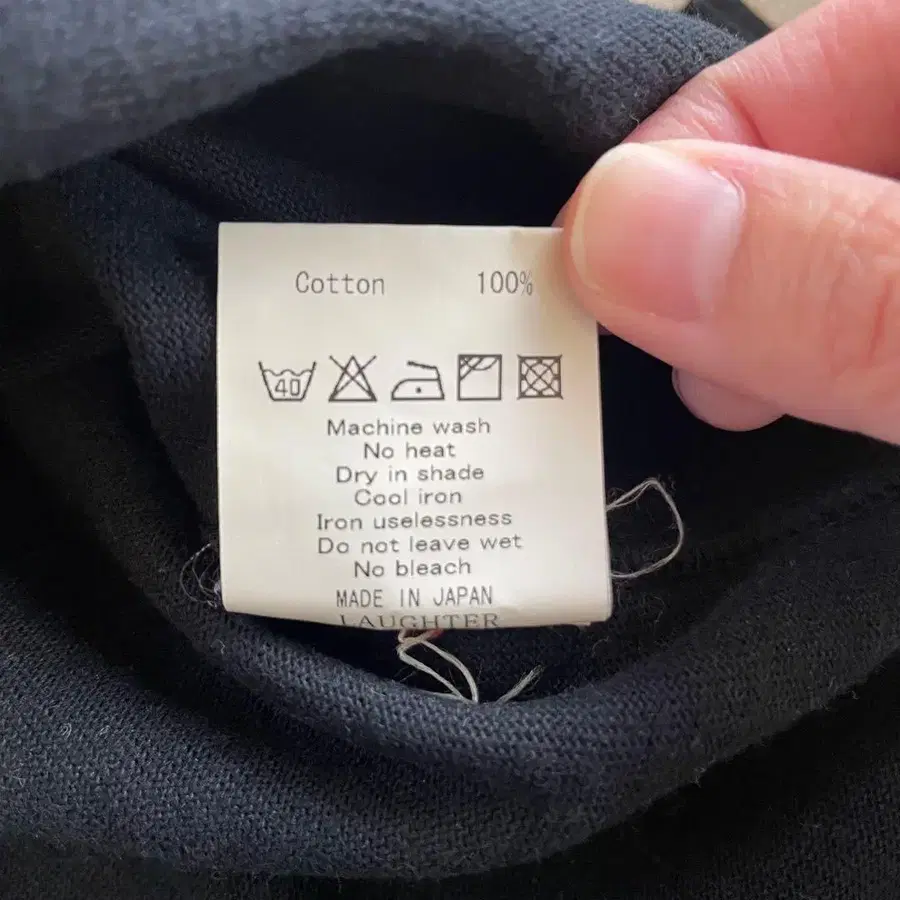 Cotton 100%
40
Machine wash
No heat
Dry in shade
Cool iron
Iron uselessness
Do not leave wet
No bleach
MADE IN JAPAN
LAUGHTER